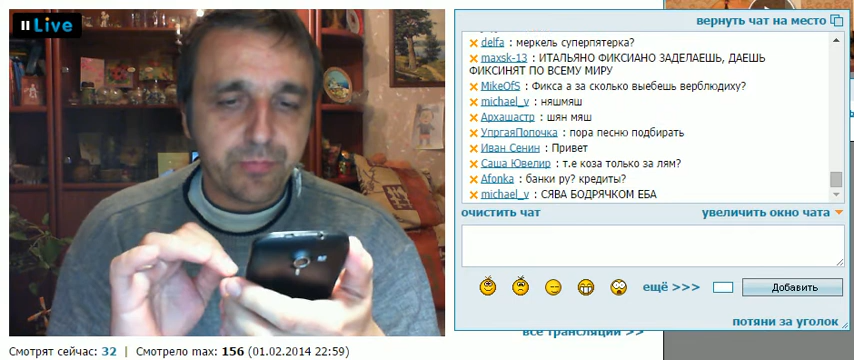 Live
вернуть чат на место
delfa : меркель суперпятерка?
maxsk-13 : ИТАЛЬЯНО ФИКСИАНО ЗАДЕЛАЕШЬ, ДАЕШЬ
ФИКСИНЯТ ПО ВСЕМУ МИРУ
MikeOfS : Фикса а за сколько выебешь верблюдиху?
michael_v : няшмяш
Архашастр : шян мяш
УпргаяПопочка : пора песню подбирать
Иван Сенин : Привет
Саша Ювелир : т.е коза только за лям?
Afonka : банки ру? кредиты?
michael_v : СЯВА БОДРЯЧКОМ ЕБА
очистить чат
увеличить окно чата
ещё >>>
Добавить
потяни за уголок
все трансляции >>
Смотрят сейчас: 32 | Смотрело max: 156 (01.02.2014 22:59)